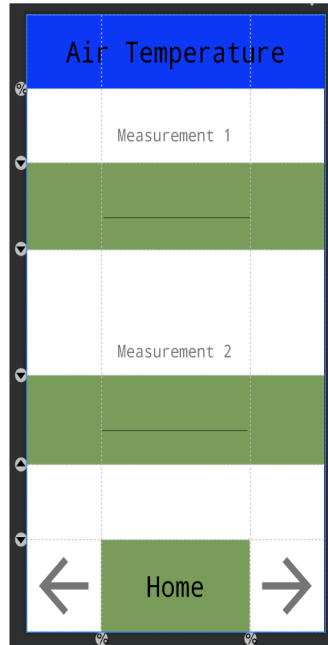 Air Temperature
%
Measurement 1
Measurement 2
Home
% %